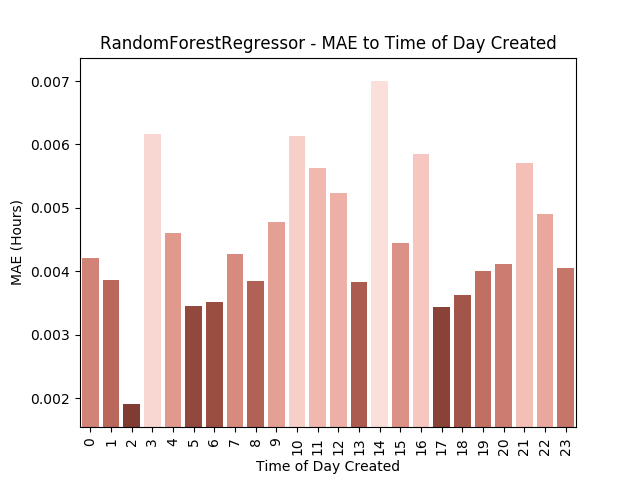 RandomForestRegressor - MAE to Time of Day Created
MAE (Hours)
0.007
0.006
0.005
0.004
0.003
0.002
0 1 2 3 4 5 6 7 8 9 10 11 12 13 14 15 16 17 18 19 20 21 22 23
Time of Day Created